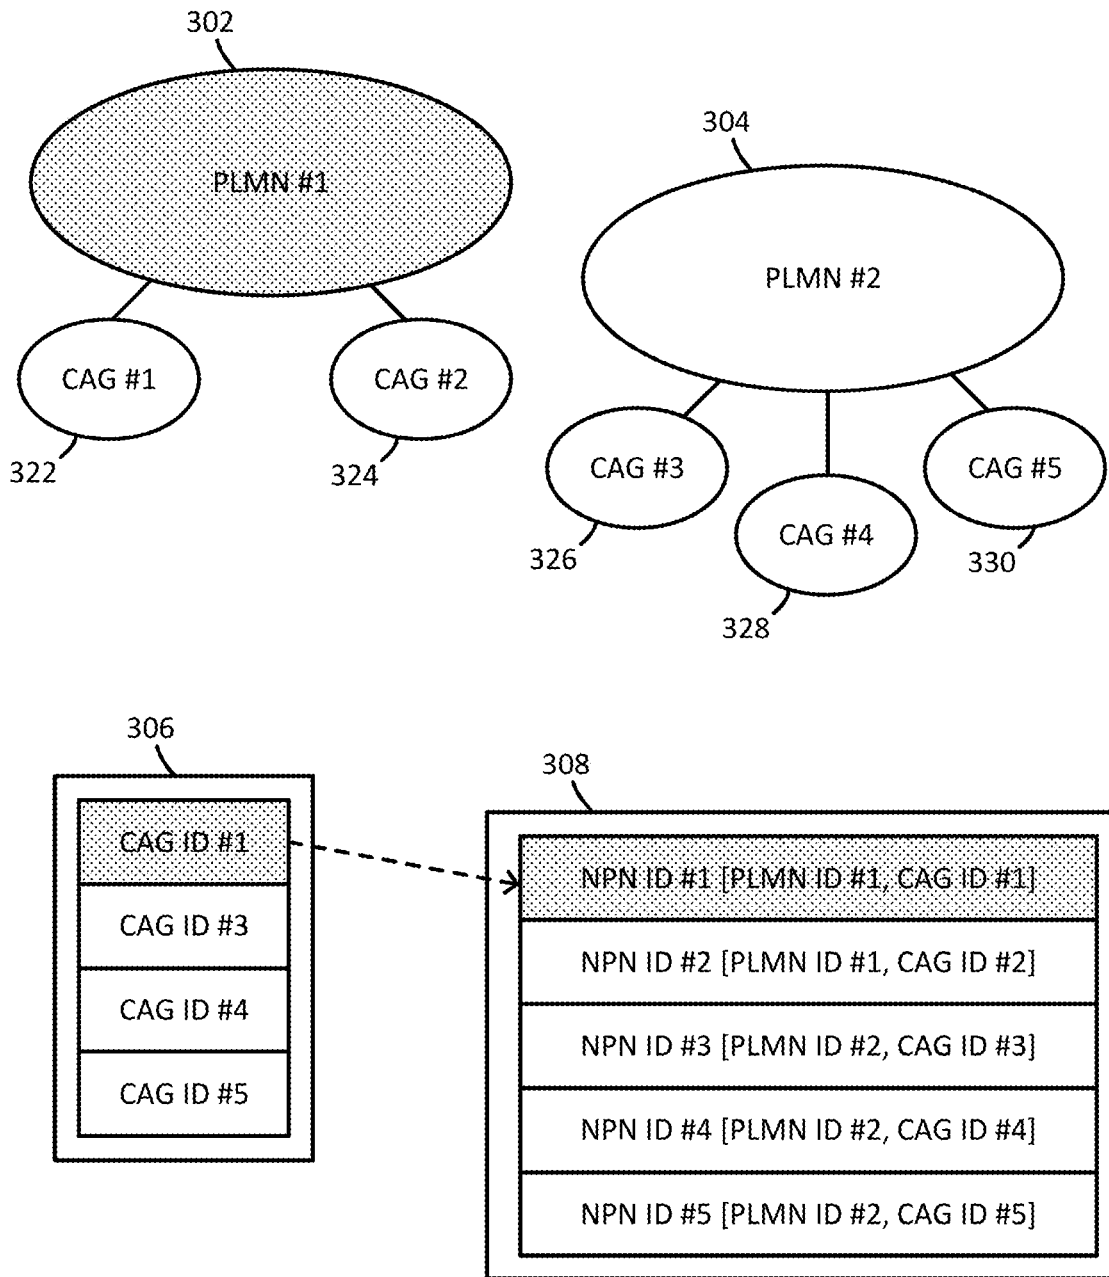 302
PLMN #1
304
PLMN #2
CAG #1
CAG #2
322
324
CAG #3
CAG #4
CAG #5
326
328
330
306
CAG ID #1
CAG ID #3
CAG ID #4
CAG ID #5
308
NPN ID #1 [PLMN ID #1, CAG ID #1]
NPN ID #2 [PLMN ID #1, CAG ID #2]
NPN ID #3 [PLMN ID #2, CAG ID #3]
NPN ID #4 [PLMN ID #2, CAG ID #4]
NPN ID #5 [PLMN ID #2, CAG ID #5]